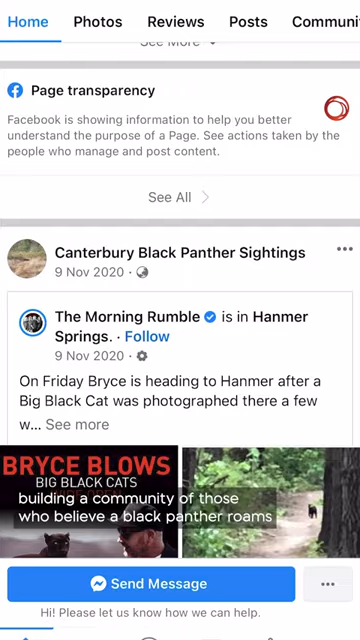 Home Photos Reviews Posts Communi
See More
Page transparency
Facebook is showing information to help you better
understand the purpose of a Page. See actions taken by the
people who manage and post content.
See All
Canterbury Black Panther Sightings
9 Nov 2020 ·
The Morning Rumble is in Hanmer
Springs. · Follow
9 Nov 2020 ·
On Friday Bryce is heading to Hanmer after a
Big Black Cat was photographed there a few
w... See more
BRYCE BLOWS
BIG BLACK CATS
building a community of those
who believe a black panther roams
Send Message
Hi! Please let us know how we can help.